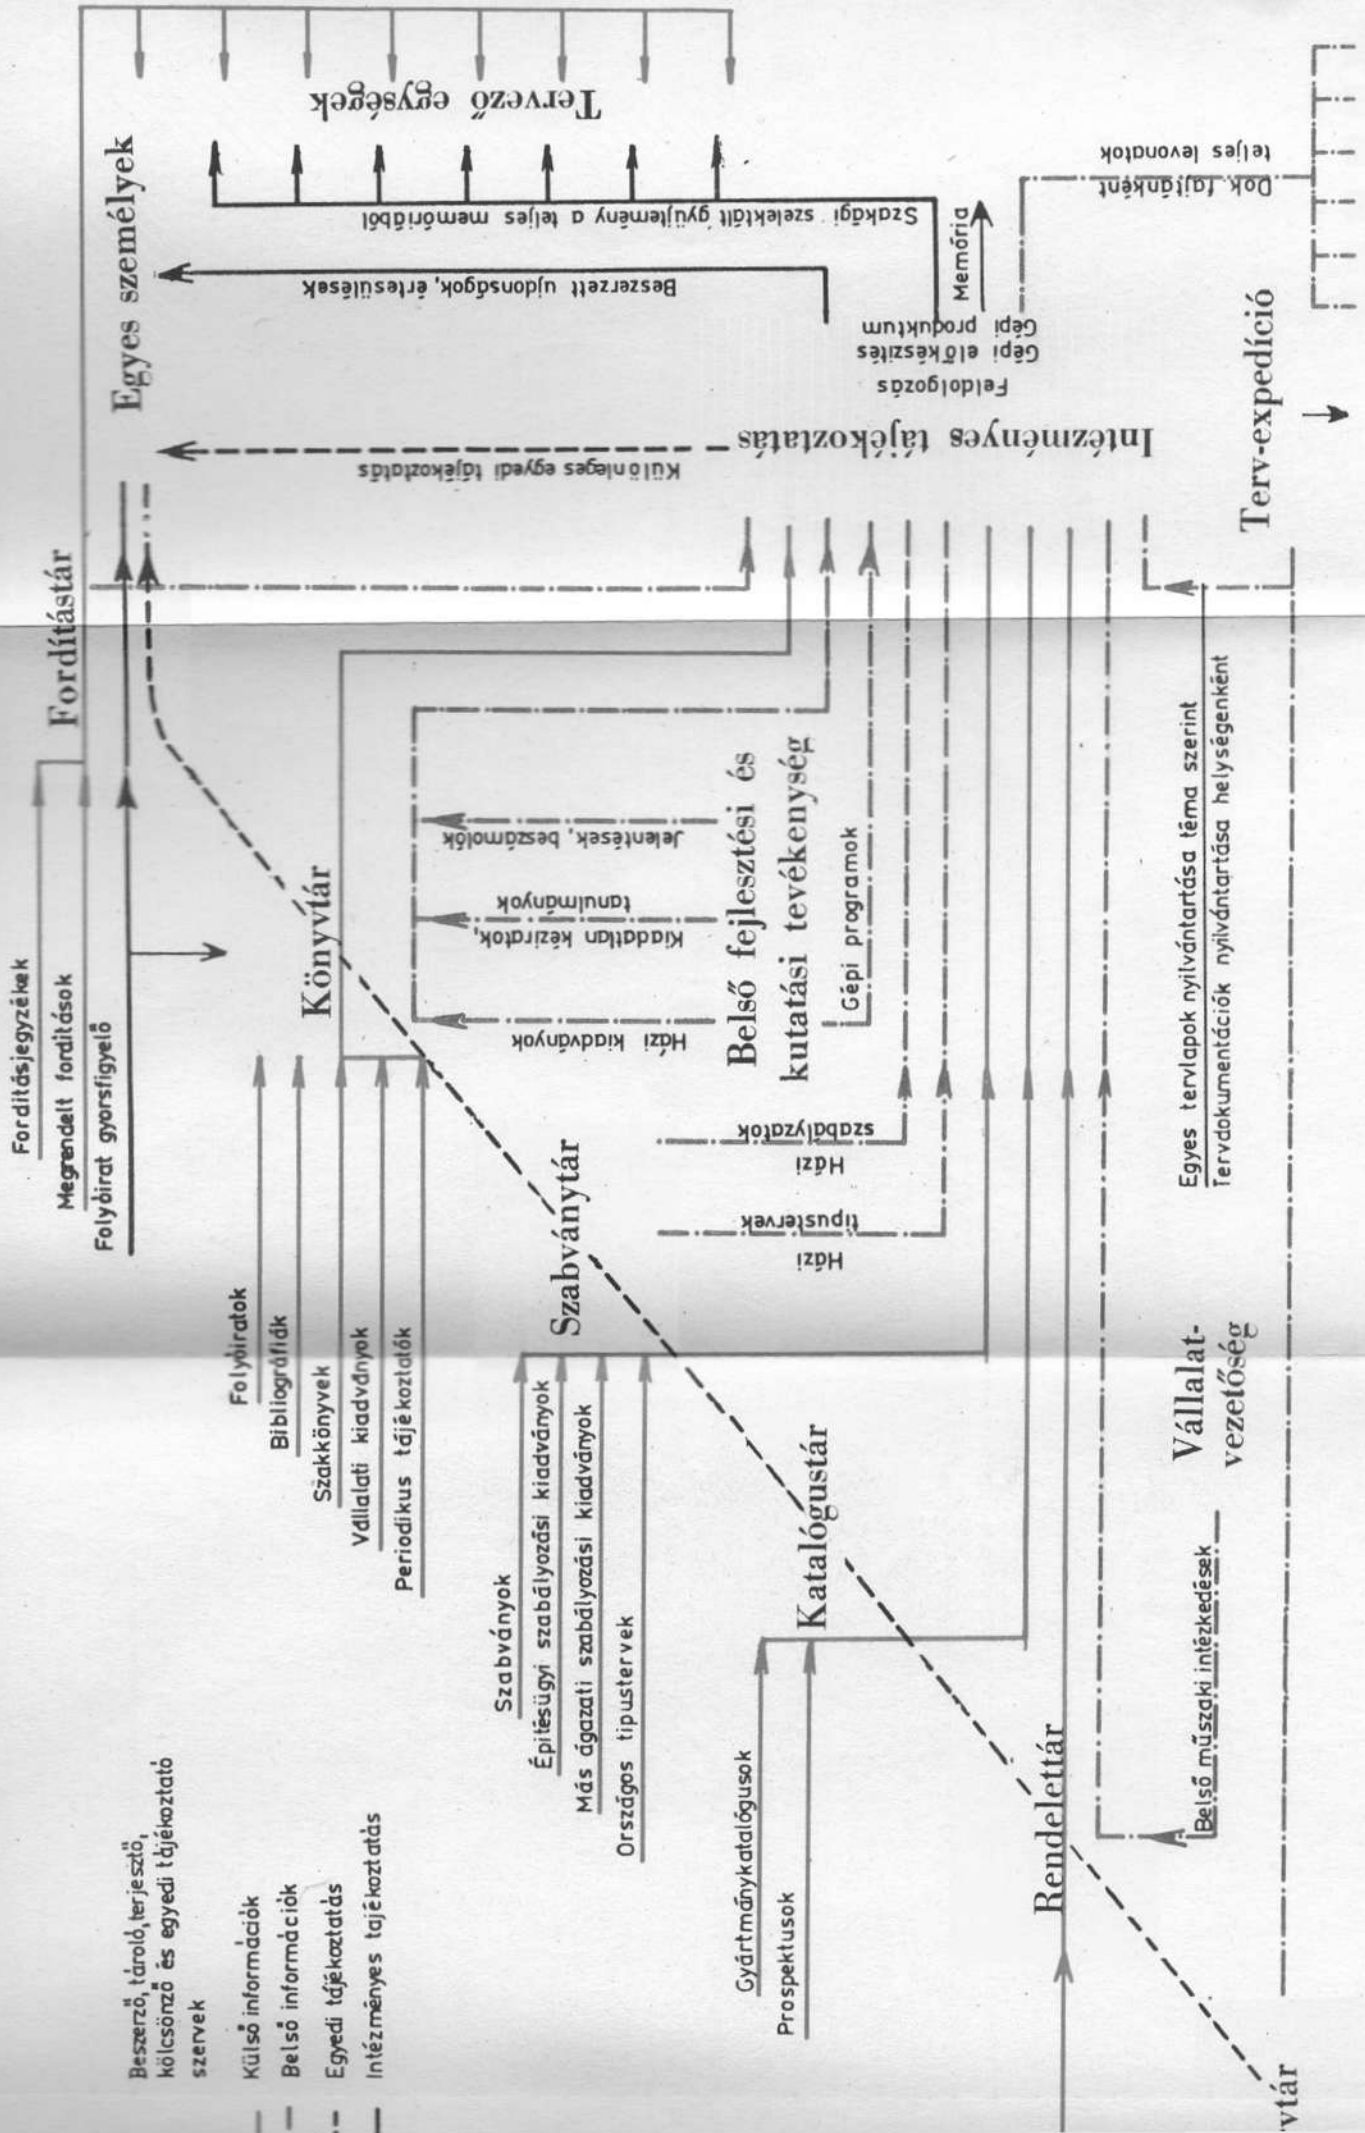 Beszerző, tároló, terjesztő,
kölcsönző és egyedi tájékoztató
szervek
Külső információk
Belső információk
Egyedi tájékoztatás
Intézményes tajékoztatás
Fordításjegyzékek
Megrendelt fordítások
Folyóirat gyorsfigyelő
Fordítástár
Egyes személyek
Tervező egységek
Folyóiratok
Bibliográfiák
Szakkönyvek
Vállalati kiadványok
Periodikus tájékoztatók
Könyvtár
Szabványok
Építésügyi szabályozási kiadványok
Más ágazati szabályozási kiadványok
Országos tipustervek
Szabványtár
Gyártmánykatalógusok
Prospektusok
Katalógustár
Rendelettár
vtár
Házi kiadványok
Kiadatlan kéziratok,
tanulmányok
Jelentések, beszámolók
Belső fejlesztési és
kutatási tevékenység
Gépi programok
Házi
szabályzatok
Házi
tipustervek
Belső műszaki intézkedések
Vállalat-
vezetőség
Egyes tervlapok nyilvántartása téma szerint
Tervdokumentációk nyilvántartása helységenként
Különleges egyedi tájékoztatás
Beszerzett ujdonságok, értesülések
Szakági szelektált gyujtemény a teljes memóriából
Intézményes tájékoztatás
Feldolgozás
Gépi előkészítés
Gépi produktum
Memória
Dok. fajtánként
teljes levonatok
Terv-expedíció